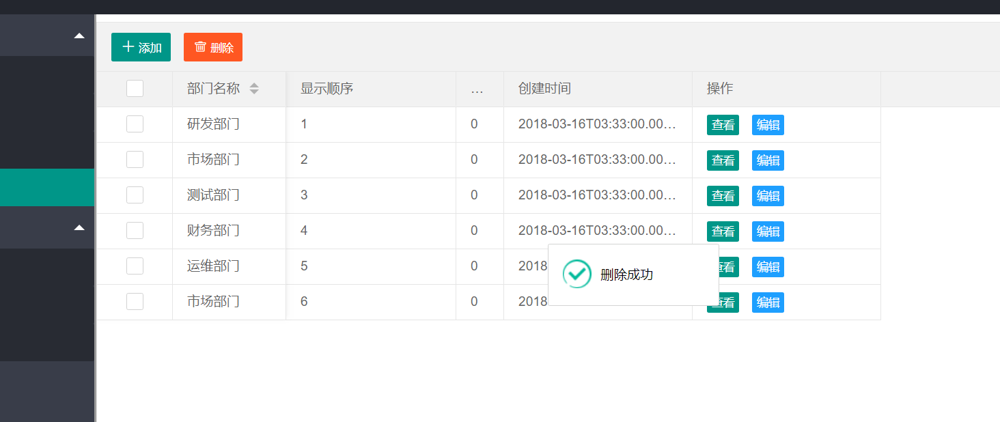 添加 删除
部门名称 显示顺序 ... 创建时间 操作
研发部门 1 0 2018-03-16T03:33:00.00... 查看 编辑
市场部门 2 0 2018-03-16T03:33:00.00... 查看 编辑
测试部门 3 0 2018-03-16T03:33:00.00... 查看 编辑
财务部门 4 0 2018-03-16T03:33:00.00... 查看 编辑
运维部门 5 0 2018 看 编辑
删除成功
市场部门 6 0 2018 查看 编辑